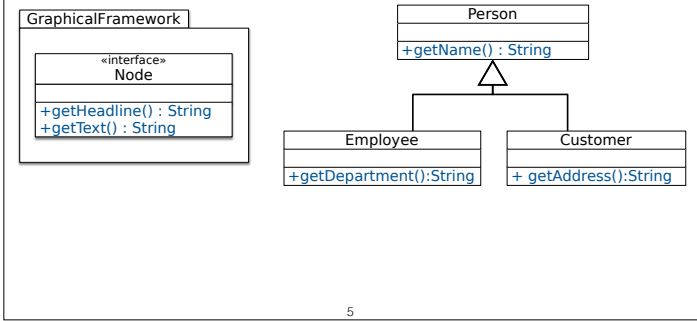 GraphicalFramework
«interface»
Node
+getHeadline() : String
+getText() : String
Person
+getName() : String
Employee
+getDepartment():String
Customer
+ getAddress():String
5